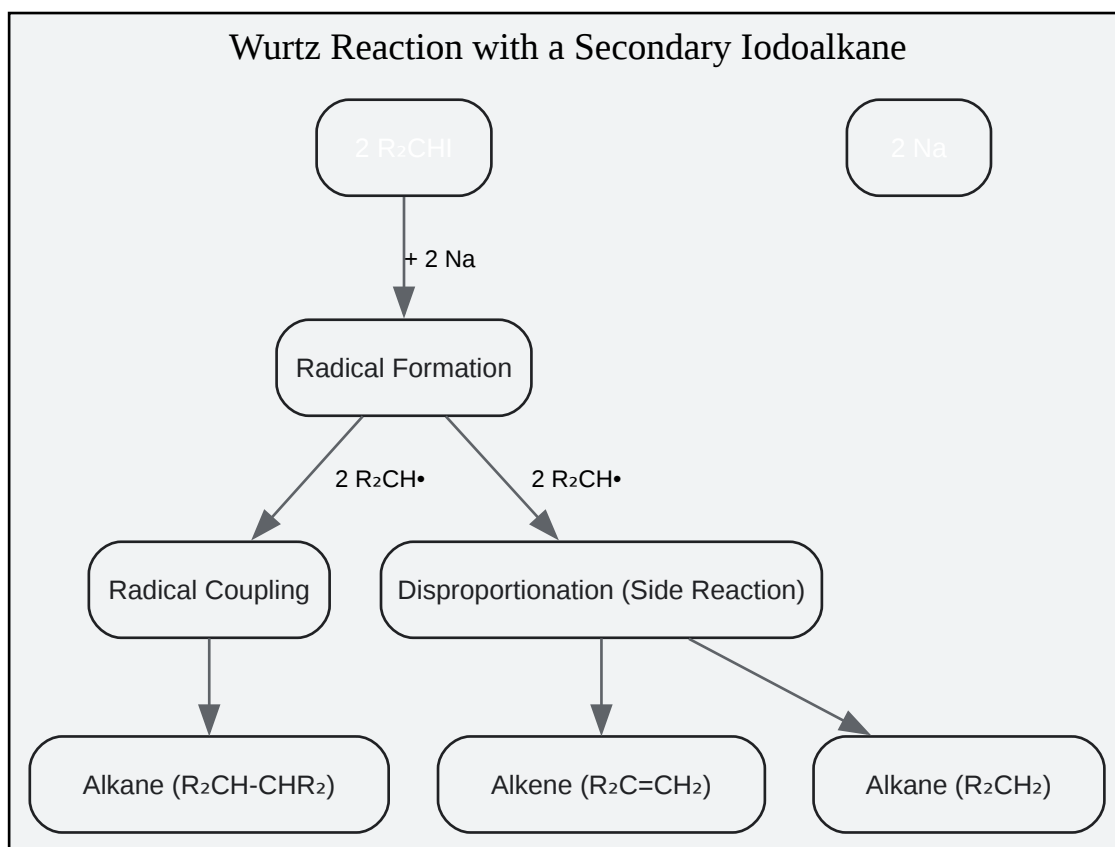 Wurtz Reaction with a Secondary Iodoalkane
2 R₂CHI
2 Na
+ 2 Na
Radical Formation
2 R₂CH•
2 R₂CH•
Radical Coupling
Disproportionation (Side Reaction)
Alkane (R₂CH-CHR₂)
Alkene (R₂C=CH₂)
Alkane (R₂CH₂)